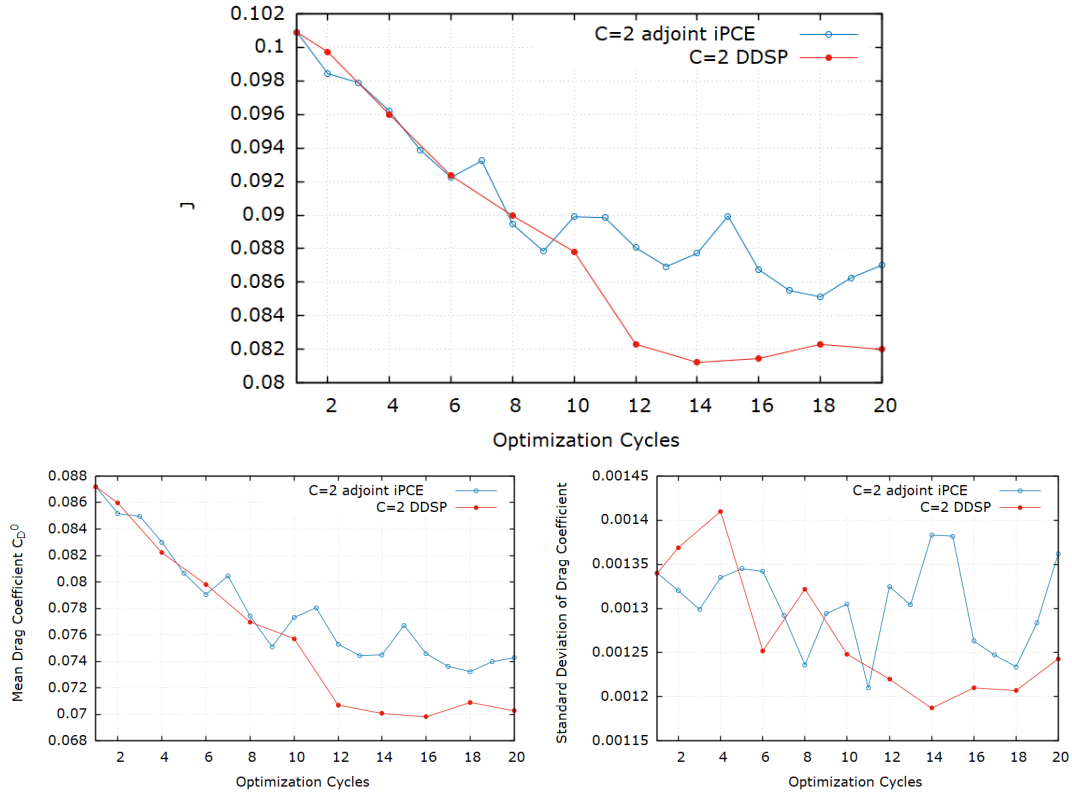 0.102
0.1
0.098
0.096
0.094
0.092
0.09
0.088
0.086
0.084
0.082
0.08
J
C=2 adjoint iPCE
C=2 DDSP
2 4 6 8 10 12 14 16 18 20
Optimization Cycles
0.088
0.086
0.084
0.082
0.08
0.078
0.076
0.074
0.072
0.07
0.068
Mean Drag Coefficient C_D^0
C=2 adjoint iPCE
C=2 DDSP
2 4 6 8 10 12 14 16 18 20
Optimization Cycles
0.00145
0.0014
0.00135
0.0013
0.00125
0.0012
0.00115
Standard Deviation of Drag Coefficient
C=2 adjoint iPCE
C=2 DDSP
2 4 6 8 10 12 14 16 18 20
Optimization Cycles